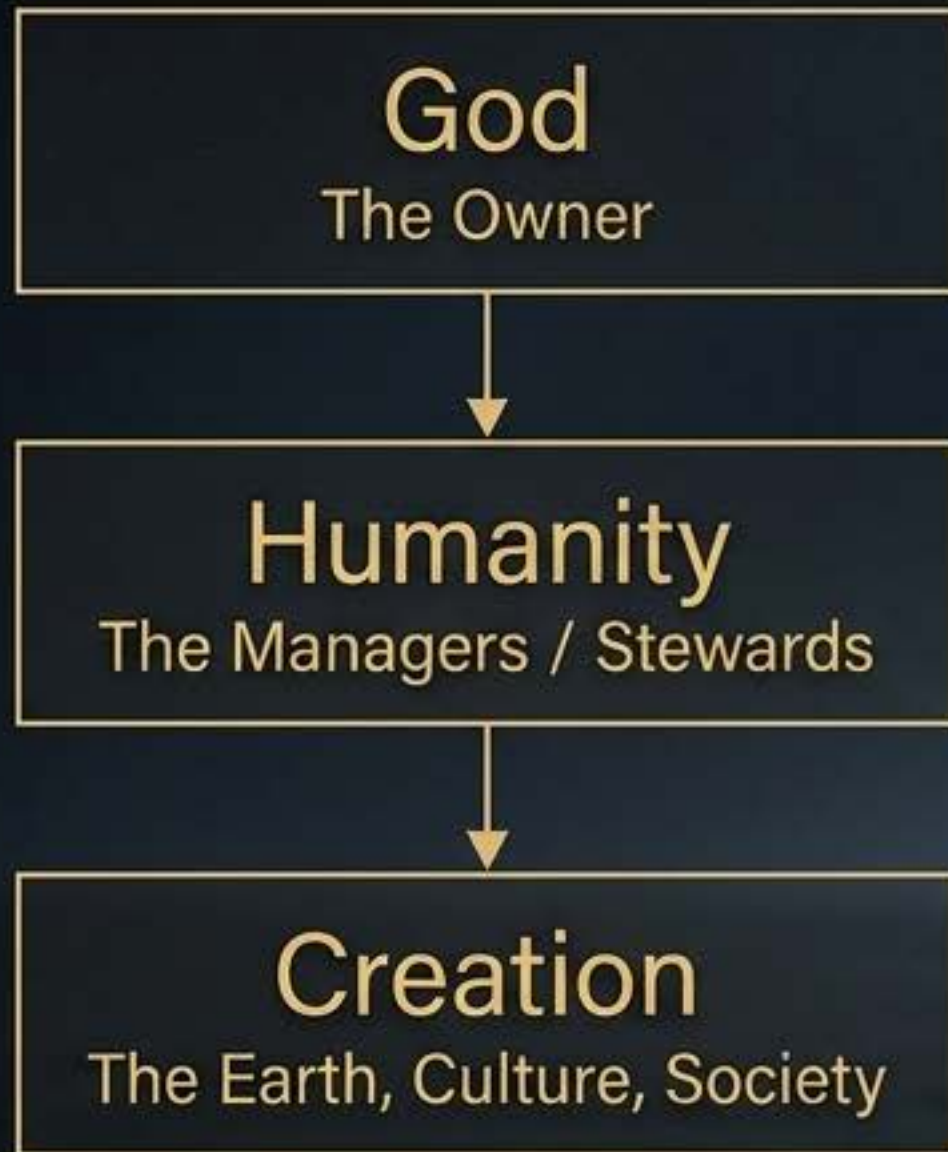 God
The Owner
Humanity
The Managers / Stewards
Creation
The Earth, Culture, Society